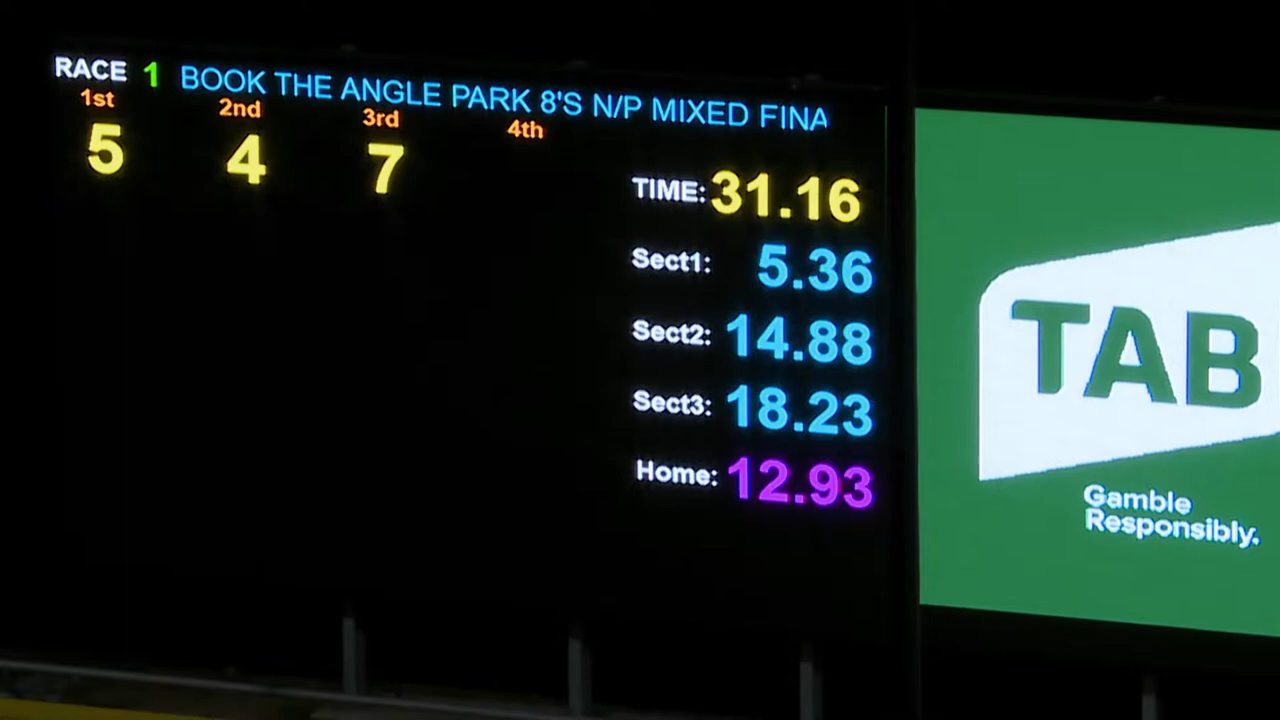 RACE 1 BOOK THE ANGLE PARK 8'S N/P MIXED FINA
1st 2nd 3rd 4th
5 4 7
TIME: 31.16
Sect1: 5.36
Sect2: 14.88
Sect3: 18.23
Home: 12.93
TAB
Gamble
Responsibly.